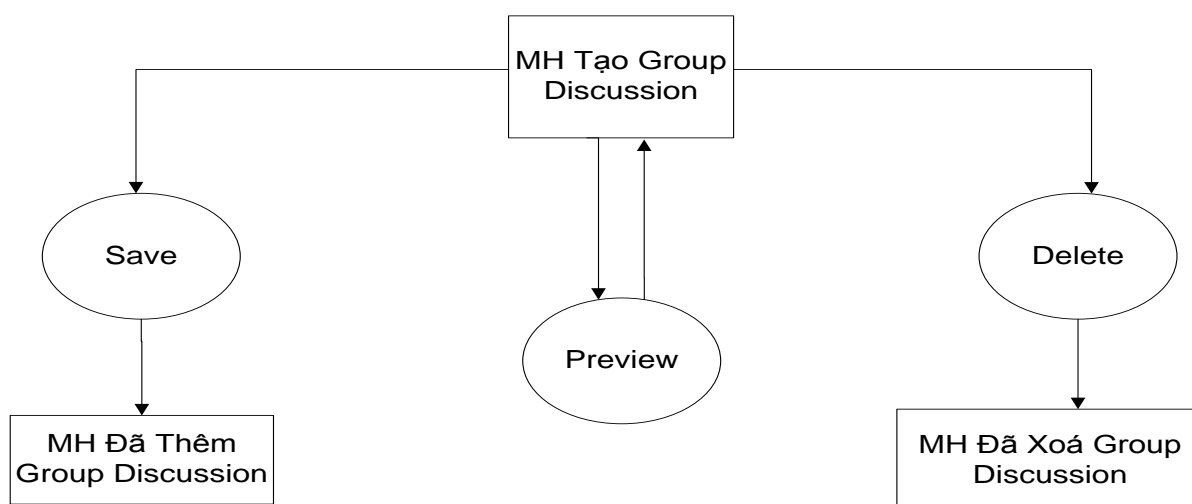 MH Tạo Group
Discussion
Save
Delete
Preview
MH Đã Thêm
Group Discussion
MH Đã Xoá Group
Discussion